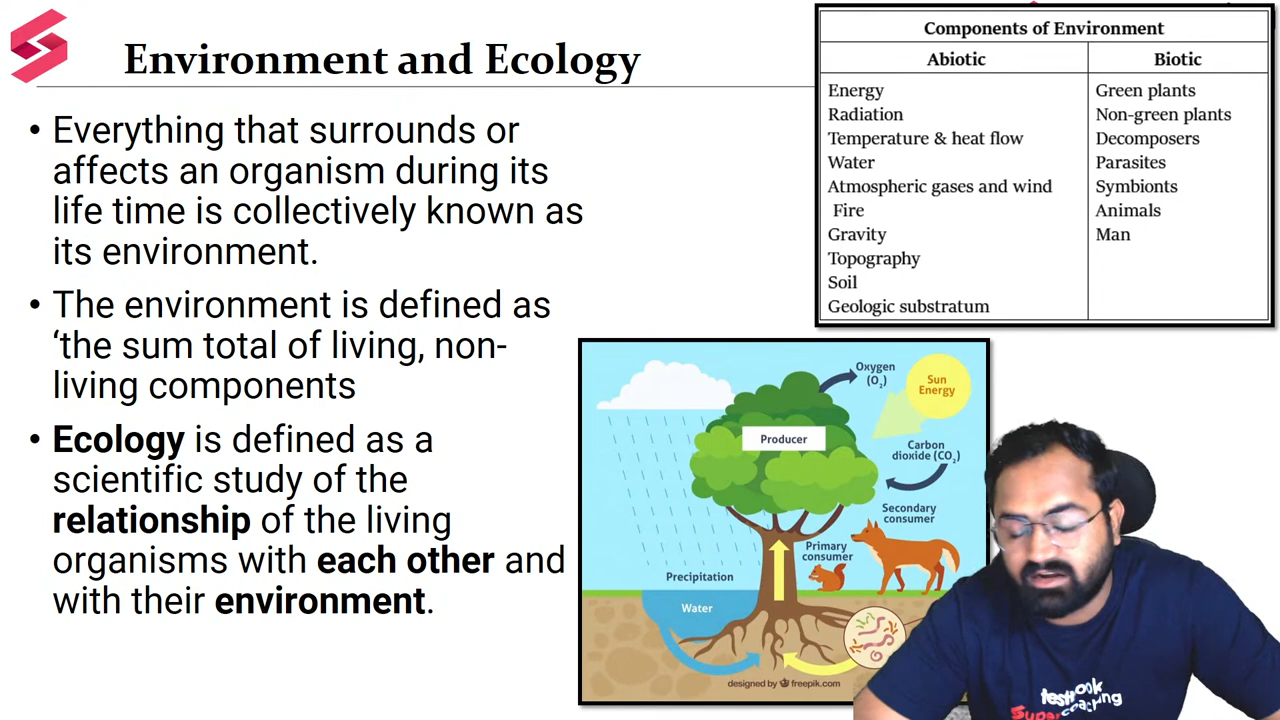 Environment and Ecology
• Everything that surrounds or
affects an organism during its
life time is collectively known as
its environment.
• The environment is defined as
‘the sum total of living, non-
living components
• Ecology is defined as a
scientific study of the
relationship of the living
organisms with each other and
with their environment.
Components of Environment
Abiotic
Biotic
Energy
Green plants
Radiation
Non-green plants
Temperature & heat flow
Decomposers
Water
Parasites
Atmospheric gases and wind
Symbionts
Fire
Animals
Gravity
Man
Topography
Soil
Geologic substratum
Oxygen
(O₂)
Sun
Energy
Producer
Carbon
dioxide (CO₂)
Secondary
consumer
Primary
consumer
Precipitation
Water
designed by freepik.com
testbook
Supercoaching